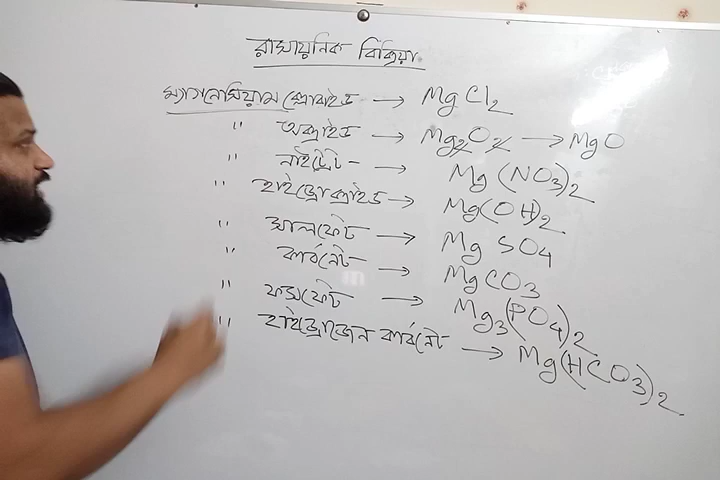 রাসায়নিক বিক্রিয়া
ম্যাগনেসিয়াম ক্লোরাইড → MgCl2
" অক্সাইড → Mg2O2 → MgO
" নাইট্রেট → Mg(NO3)2
" হাইড্রোক্সাইড → Mg(OH)2
" সালফেট → MgSO4
" কার্বনেট → MgCO3
" ফসফেট → Mg3(PO4)2
" হাইড্রোজেন কার্বনেট → Mg(HCO3)2